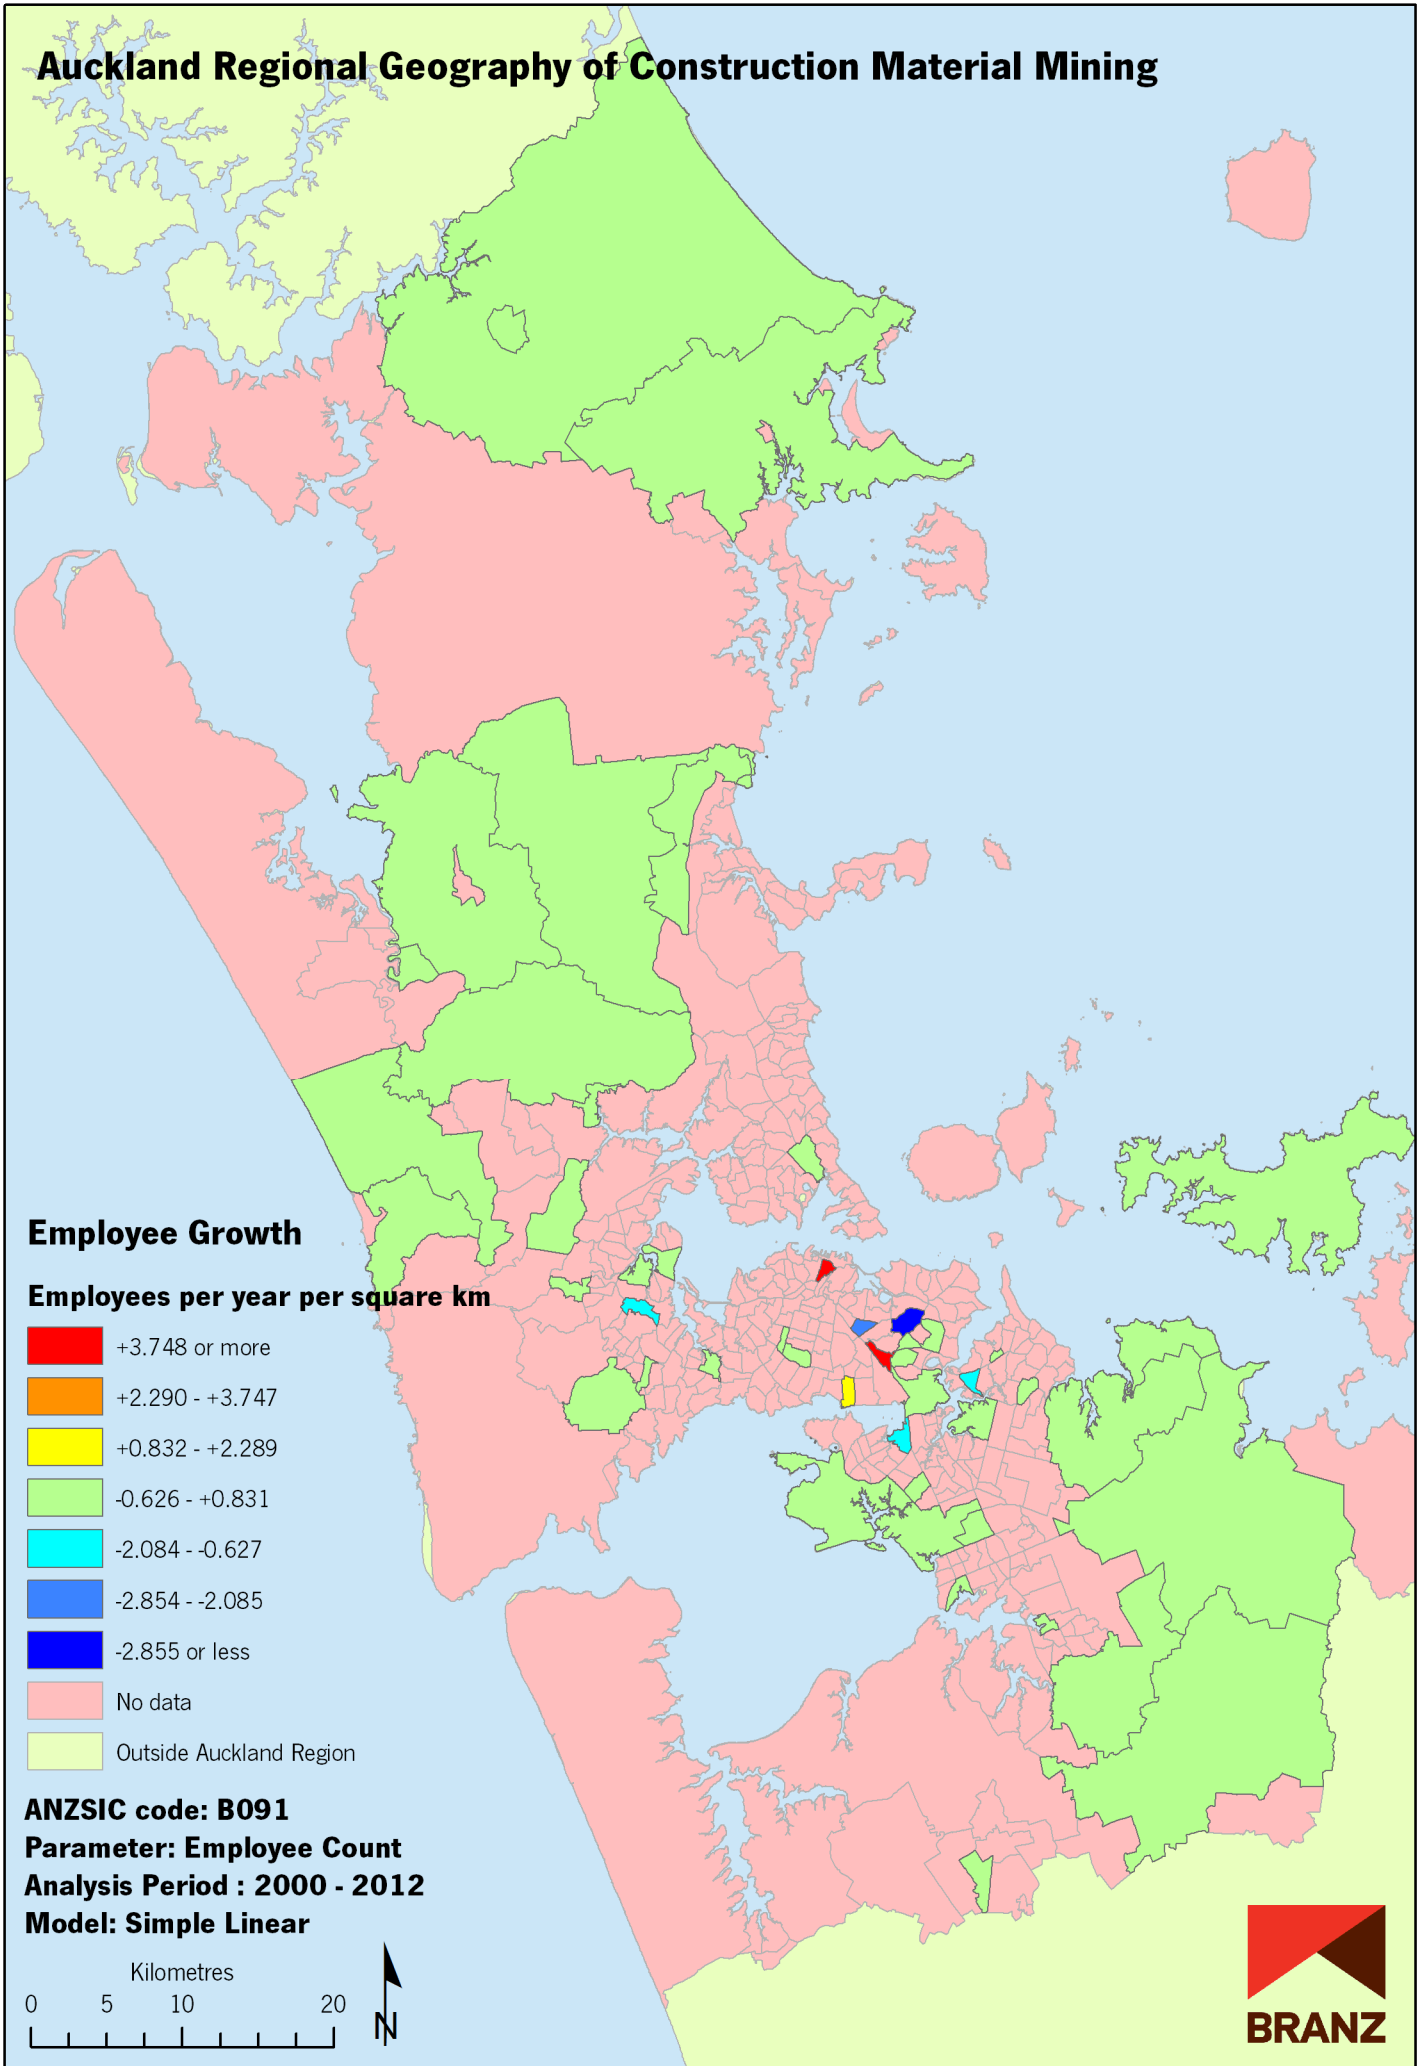 Auckland Regional Geography of Construction Material Mining
Employee Growth
Employees per year per square km
+3.748 or more
+2.290 - +3.747
+0.832 - +2.289
-0.626 - +0.831
-2.084 - -0.627
-2.854 - -2.085
-2.855 or less
No data
Outside Auckland Region
ANZSIC code: B091
Parameter: Employee Count
Analysis Period : 2000 - 2012
Model: Simple Linear
Kilometres
0 5 10 20
N
BRANZ